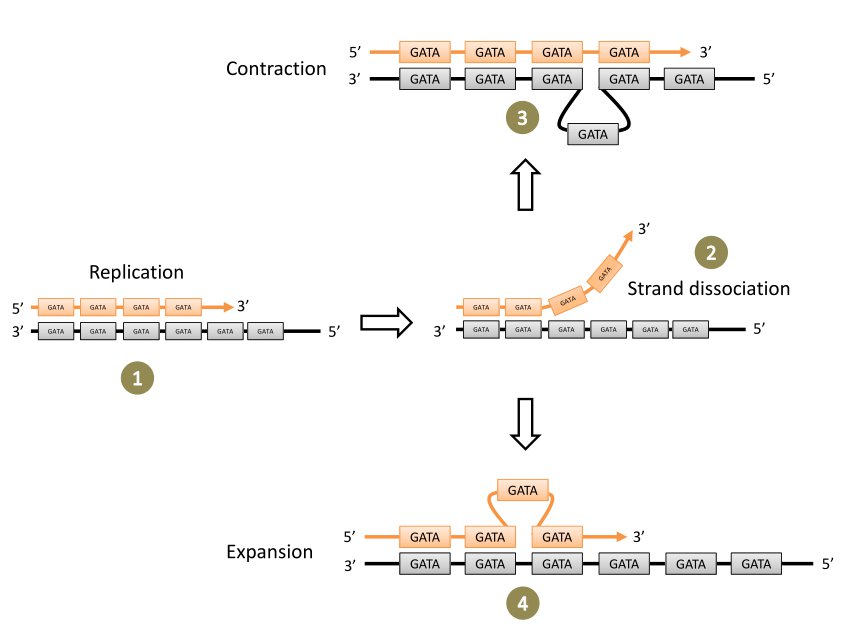 5’ GATA GATA GATA GATA 3’
Contraction
3’ GATA GATA GATA GATA GATA 5’
3 GATA
2
3’
GATA
Replication
Strand dissociation
5’ GATA GATA GATA GATA 3’
GATA GATA GATA
3’ GATA GATA GATA GATA GATA GATA 5’
3’ GATA GATA GATA GATA GATA GATA 5’
1
GATA
5’ GATA GATA GATA 3’
Expansion
3’ GATA GATA GATA GATA GATA GATA 5’
4